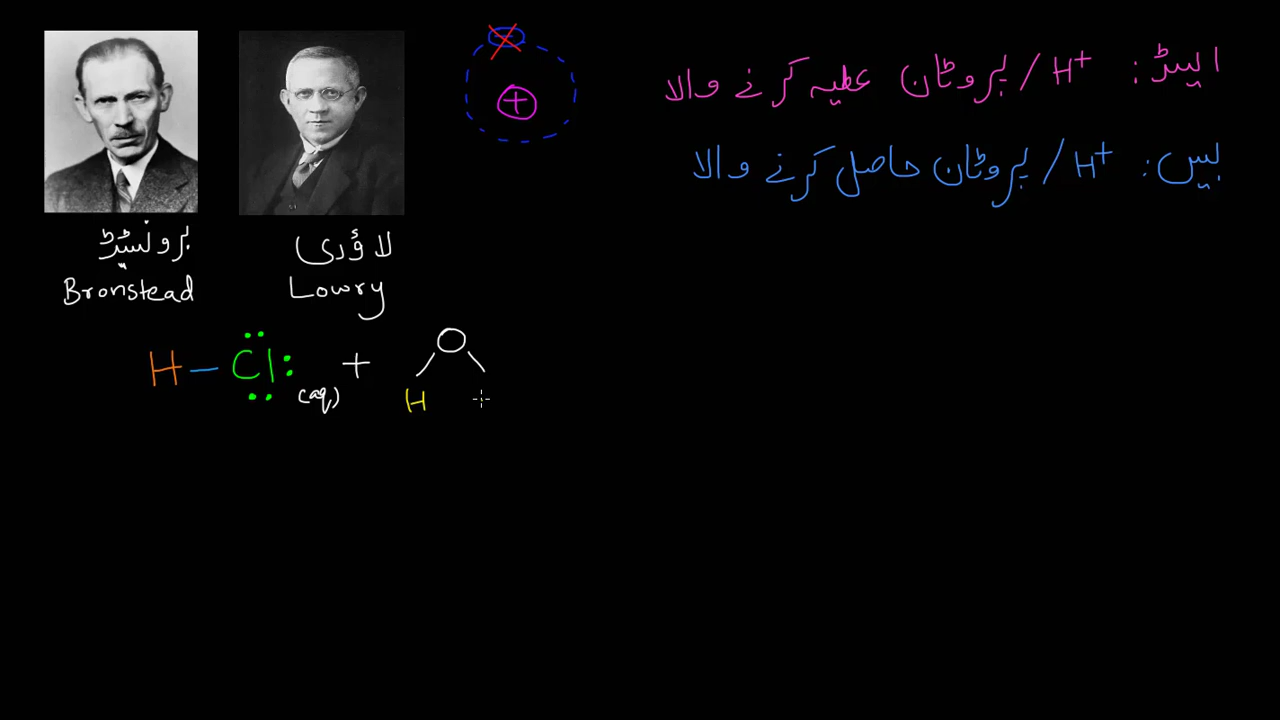 ایسڈ: H+ / پروٹان عطیہ کرنے والا
بیس: H+ / پروٹان حاصل کرنے والا
برونسٹڈ
Bronstead
لاؤری
Lowry
H – Cl (aq) + O
H